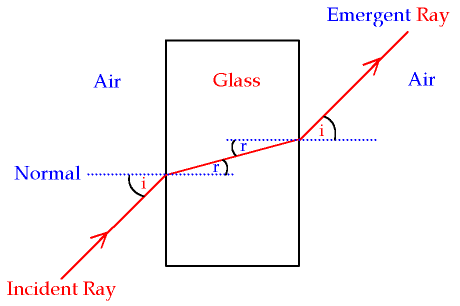 Emergent Ray
Air
Glass
Air
i
r
r
Normal
i
Incident Ray